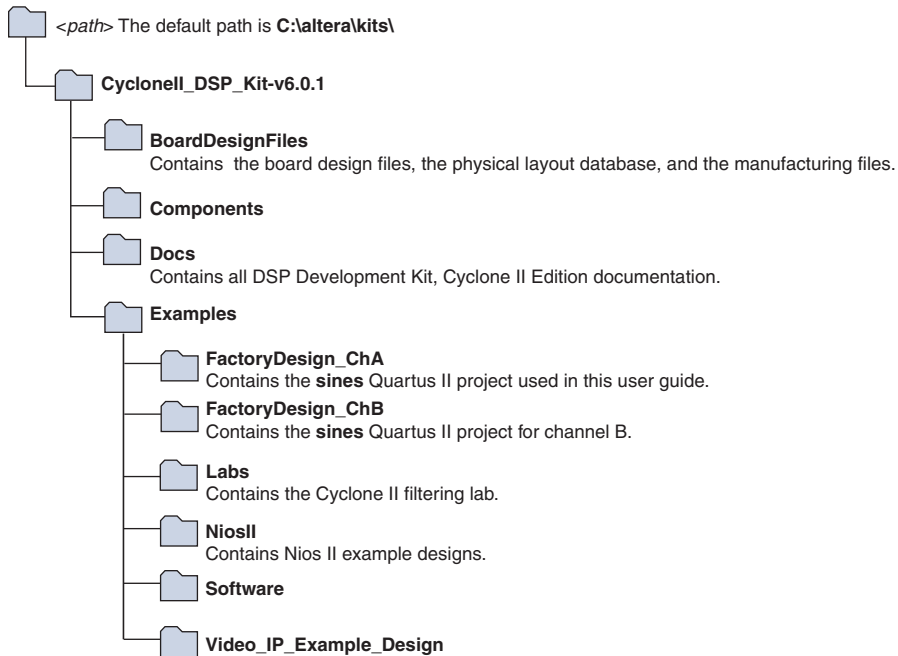 <path> The default path is C:\altera\kits\
CycloneII_DSP_Kit-v6.0.1
BoardDesignFiles
Contains the board design files, the physical layout database, and the manufacturing files.
Components
Docs
Contains all DSP Development Kit, Cyclone II Edition documentation.
Examples
FactoryDesign_ChA
Contains the sines Quartus II project used in this user guide.
FactoryDesign_ChB
Contains the sines Quartus II project for channel B.
Labs
Contains the Cyclone II filtering lab.
NiosII
Contains Nios II example designs.
Software
Video_IP_Example_Design